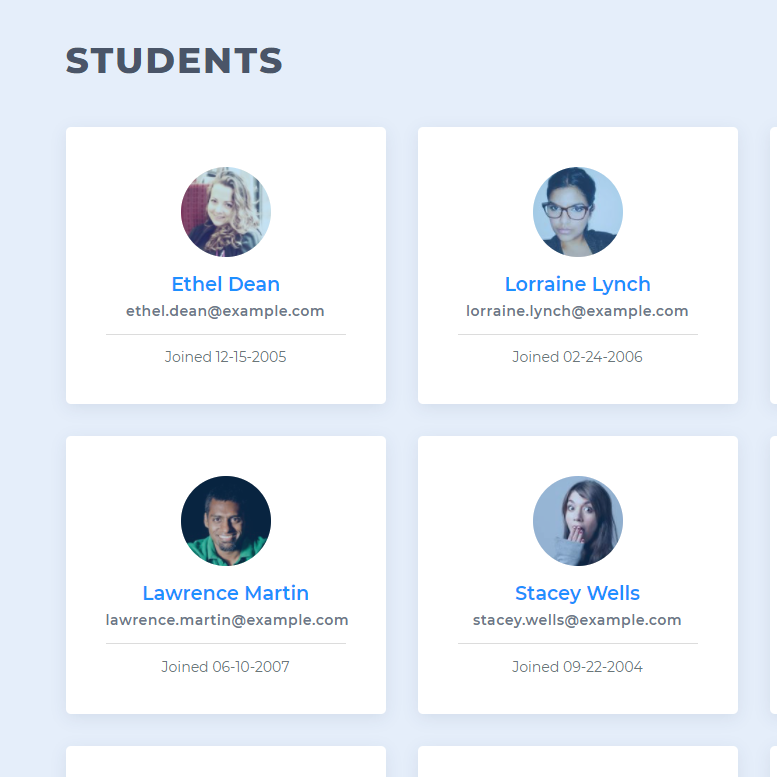 STUDENTS
Ethel Dean
ethel.dean@example.com
Joined 12-15-2005
Lorraine Lynch
lorraine.lynch@example.com
Joined 02-24-2006
Lawrence Martin
lawrence.martin@example.com
Joined 06-10-2007
Stacey Wells
stacey.wells@example.com
Joined 09-22-2004